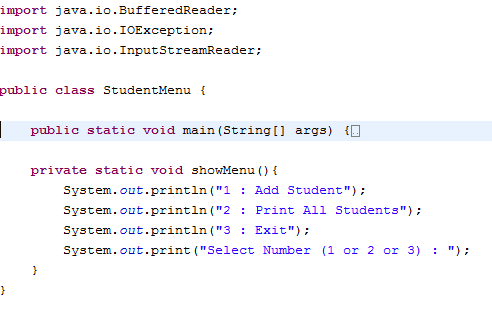 import java.io.BufferedReader;
import java.io.IOException;
import java.io.InputStreamReader;
public class StudentMenu {
public static void main(String[] args) {
private static void showMenu(){
System.out.println("1 : Add Student");
System.out.println("2 : Print All Students");
System.out.println("3 : Exit");
System.out.print("Select Number (1 or 2 or 3) : ");
}
}